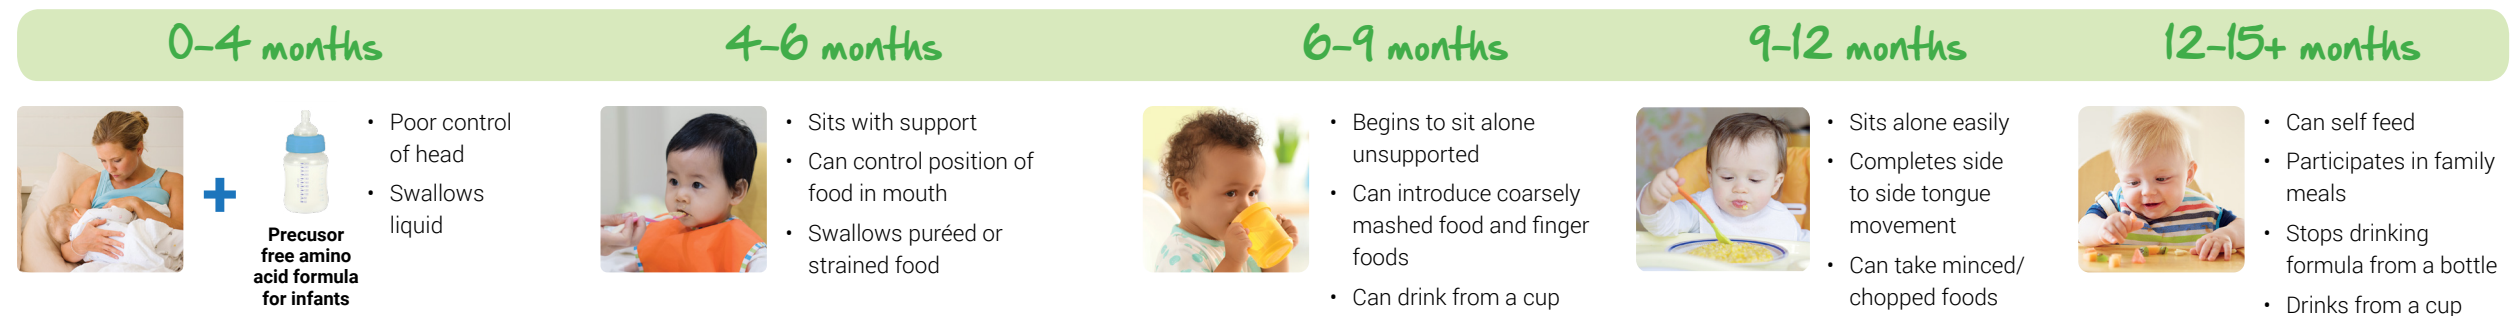 0-4 months
Poor control
of head
Swallows
liquid
Precusor
free amino
acid formula
for infants
4-6 months
• Sits with support
• Can control position of
food in mouth
• Swallows puréed or
strained food
6-9 months
• Begins to sit alone
unsupported
• Can introduce coarsely
mashed food and finger
foods
• Can drink from a cup
9-12 months
• Sits alone easily
• Completes side
to side tongue
movement
• Can take minced/
chopped foods
12-15+ months
• Can self feed
• Participates in family
meals
• Stops drinking
formula from a bottle
• Drinks from a cup